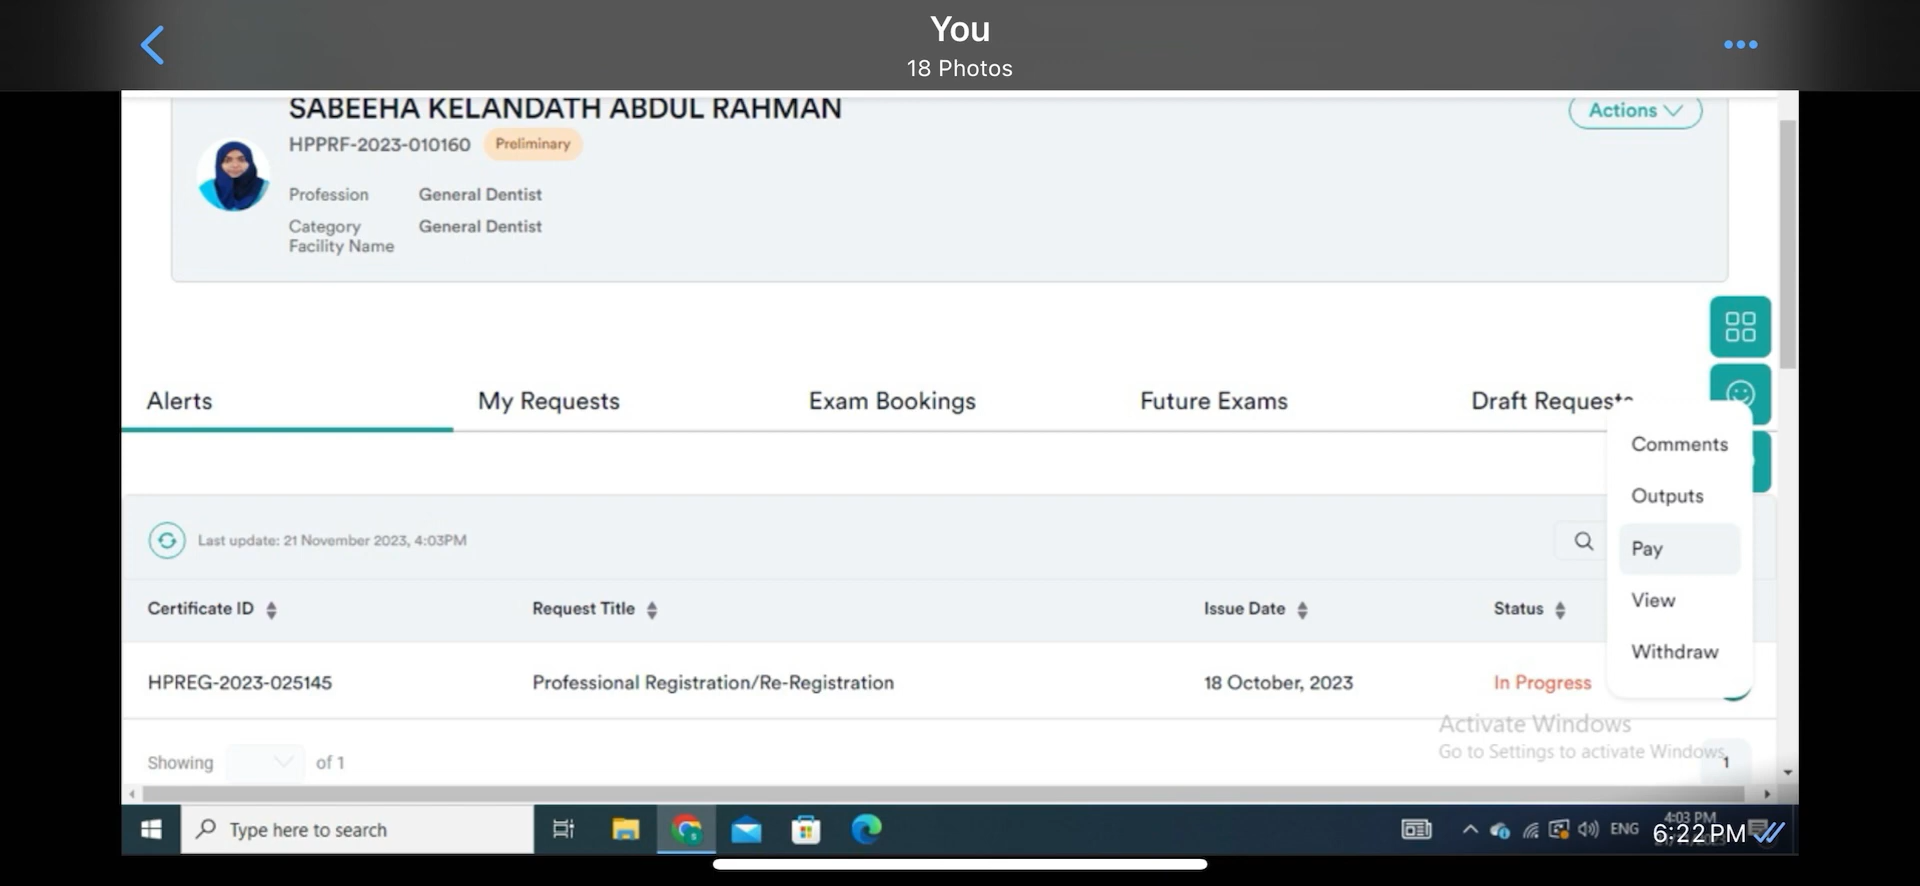 You
18 Photos
SABEEHA KELANDATH ABDUL RAHMAN
Actions
HPPRF-2023-010160 Preliminary
Profession General Dentist
Category General Dentist
Facility Name
Alerts My Requests Exam Bookings Future Exams Draft Requests
Comments
Outputs
Pay
View
Withdraw
Last update: 21 November 2023, 4:03PM
Certificate ID Request Title Issue Date Status
HPREG-2023-025145 Professional Registration/Re-Registration 18 October, 2023 In Progress
Activate Windows
Go to Settings to activate Windows.
Showing of 1 1
Type here to search ENG 4:03 PM
6:22 PM